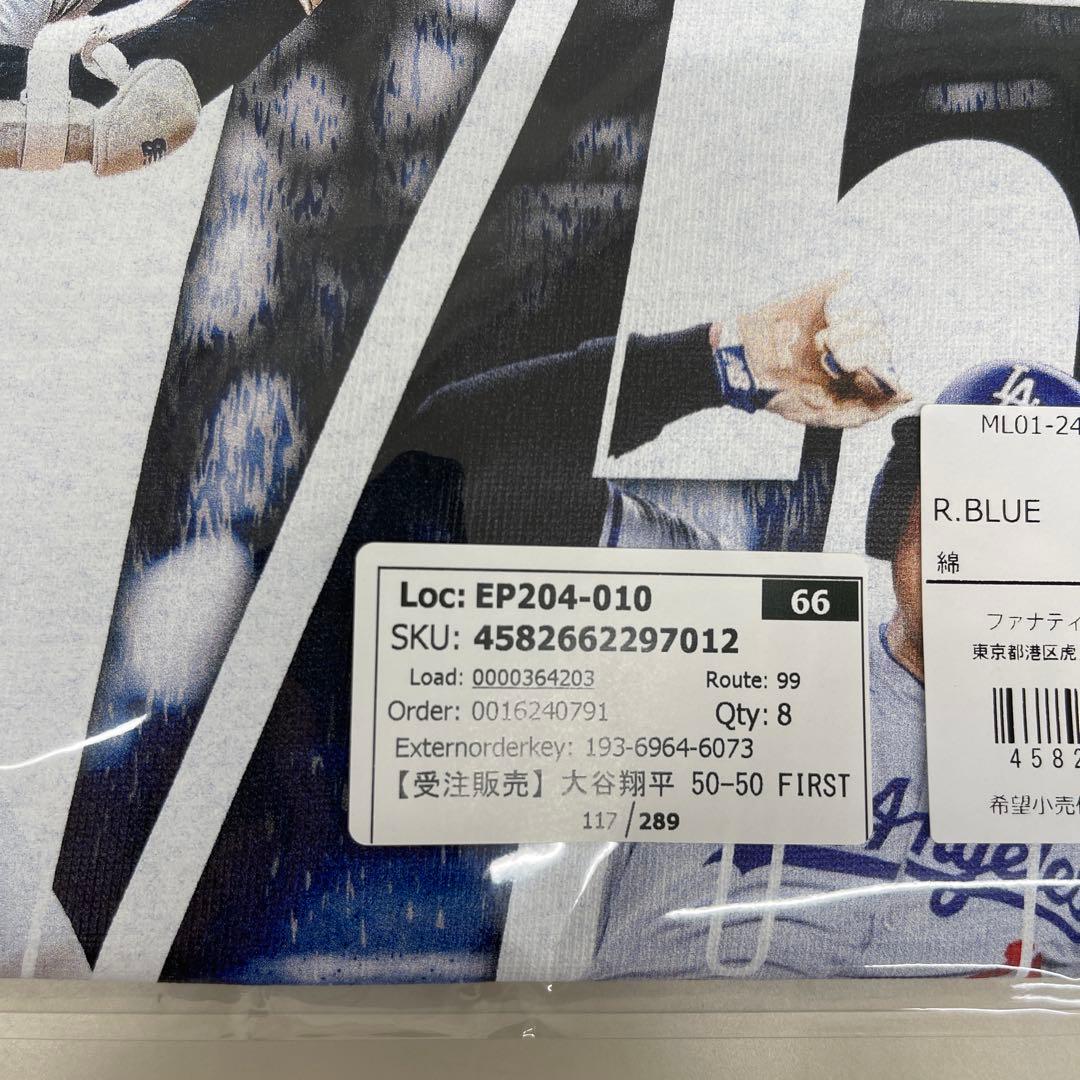 LA
ML01-24
R.BLUE
綿
ファナティ
東京都港区虎
4582
希望小売
Loc: EP204-010
66
SKU: 4582662297012
Load: 0000364203
Route: 99
Order: 0016240791
Qty: 8
Externorderkey: 193-6964-6073
【受注販売】大谷翔平 50-50 FIRST
117/289
Angeles